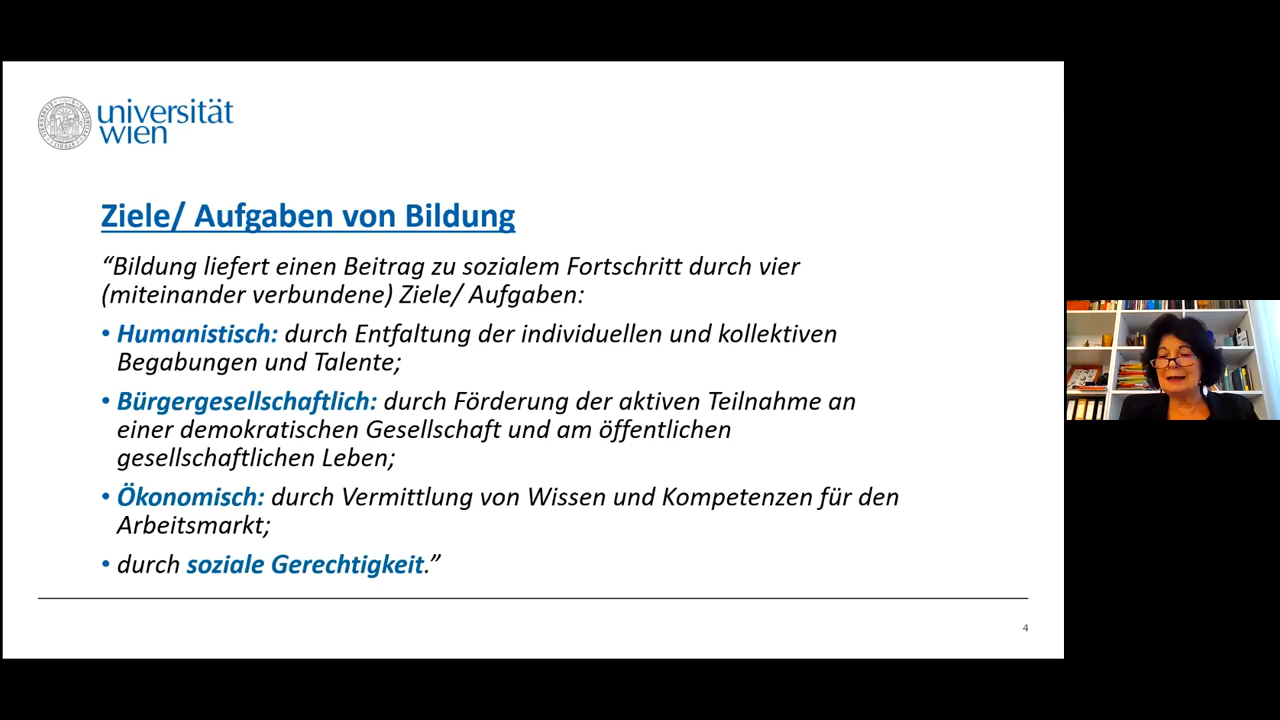 universität
wien
Ziele/ Aufgaben von Bildung
“Bildung liefert einen Beitrag zu sozialem Fortschritt durch vier
(miteinander verbundene) Ziele/ Aufgaben:
• Humanistisch: durch Entfaltung der individuellen und kollektiven
Begabungen und Talente;
• Bürgergesellschaftlich: durch Förderung der aktiven Teilnahme an
einer demokratischen Gesellschaft und am öffentlichen
gesellschaftlichen Leben;
• Ökonomisch: durch Vermittlung von Wissen und Kompetenzen für den
Arbeitsmarkt;
• durch soziale Gerechtigkeit.”
4